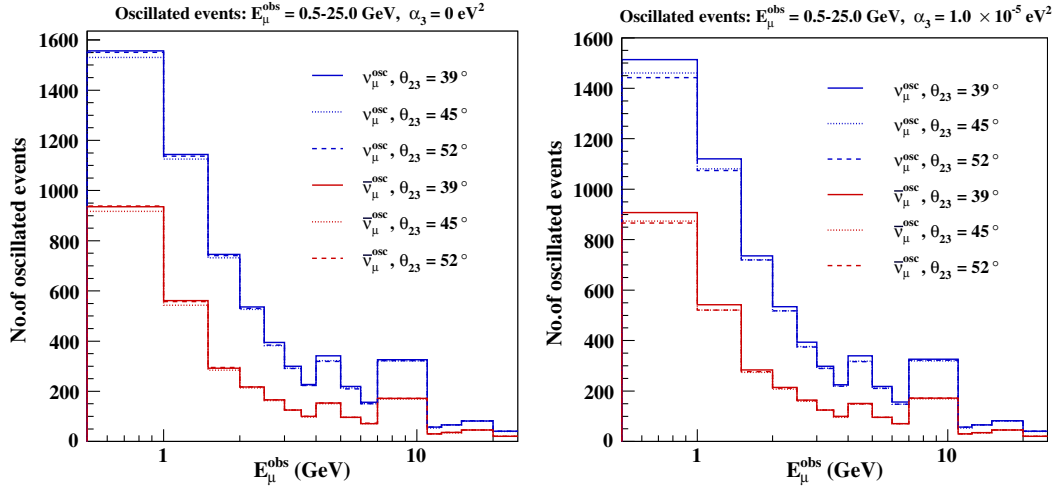 Oscillated events: E_μ^obs = 0.5-25.0 GeV, α_3 = 0 eV^2
No.of oscillated events
1600
1400
1200
1000
800
600
400
200
0
ν_μ^osc, θ_23 = 39°
ν_μ^osc, θ_23 = 45°
ν_μ^osc, θ_23 = 52°
ν̅_μ^osc, θ_23 = 39°
ν̅_μ^osc, θ_23 = 45°
ν̅_μ^osc, θ_23 = 52°
1
10
E_μ^obs (GeV)
Oscillated events: E_μ^obs = 0.5-25.0 GeV, α_3 = 1.0 × 10^-5 eV^2
No.of oscillated events
1600
1400
1200
1000
800
600
400
200
0
ν_μ^osc, θ_23 = 39°
ν_μ^osc, θ_23 = 45°
ν_μ^osc, θ_23 = 52°
ν̅_μ^osc, θ_23 = 39°
ν̅_μ^osc, θ_23 = 45°
ν̅_μ^osc, θ_23 = 52°
1
10
E_μ^obs (GeV)